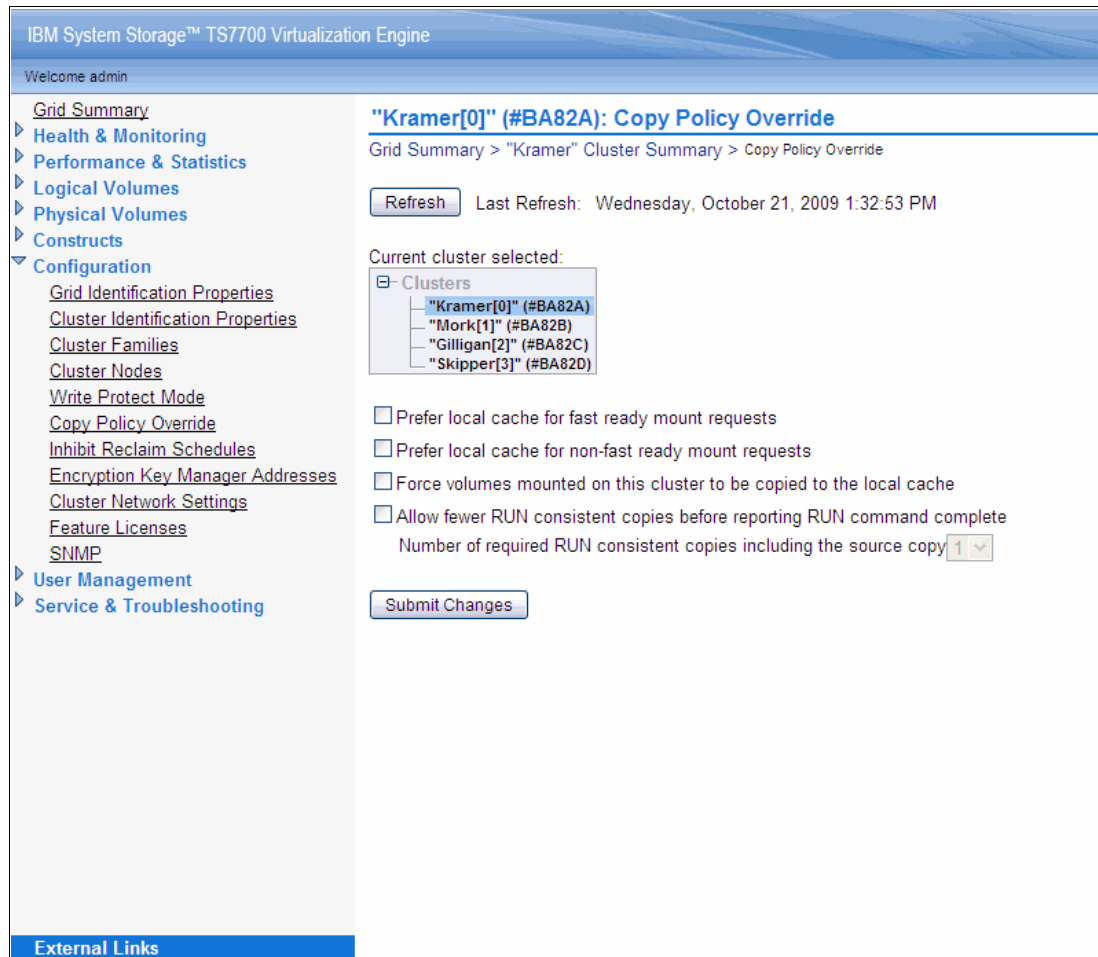 IBM System Storage™ TS7700 Virtualization Engine
Welcome admin
Grid Summary
Health & Monitoring
Performance & Statistics
Logical Volumes
Physical Volumes
Constructs
Configuration
Grid Identification Properties
Cluster Identification Properties
Cluster Families
Cluster Nodes
Write Protect Mode
Copy Policy Override
Inhibit Reclaim Schedules
Encryption Key Manager Addresses
Cluster Network Settings
Feature Licenses
SNMP
User Management
Service & Troubleshooting
External Links
"Kramer[0]" (#BA82A): Copy Policy Override
Grid Summary > "Kramer" Cluster Summary > Copy Policy Override
Refresh Last Refresh: Wednesday, October 21, 2009 1:32:53 PM
Current cluster selected:
Clusters
"Kramer[0]" (#BA82A)
"Mork[1]" (#BA82B)
"Gilligan[2]" (#BA82C)
"Skipper[3]" (#BA82D)
Prefer local cache for fast ready mount requests
Prefer local cache for non-fast ready mount requests
Force volumes mounted on this cluster to be copied to the local cache
Allow fewer RUN consistent copies before reporting RUN command complete
Number of required RUN consistent copies including the source copy 1
Submit Changes